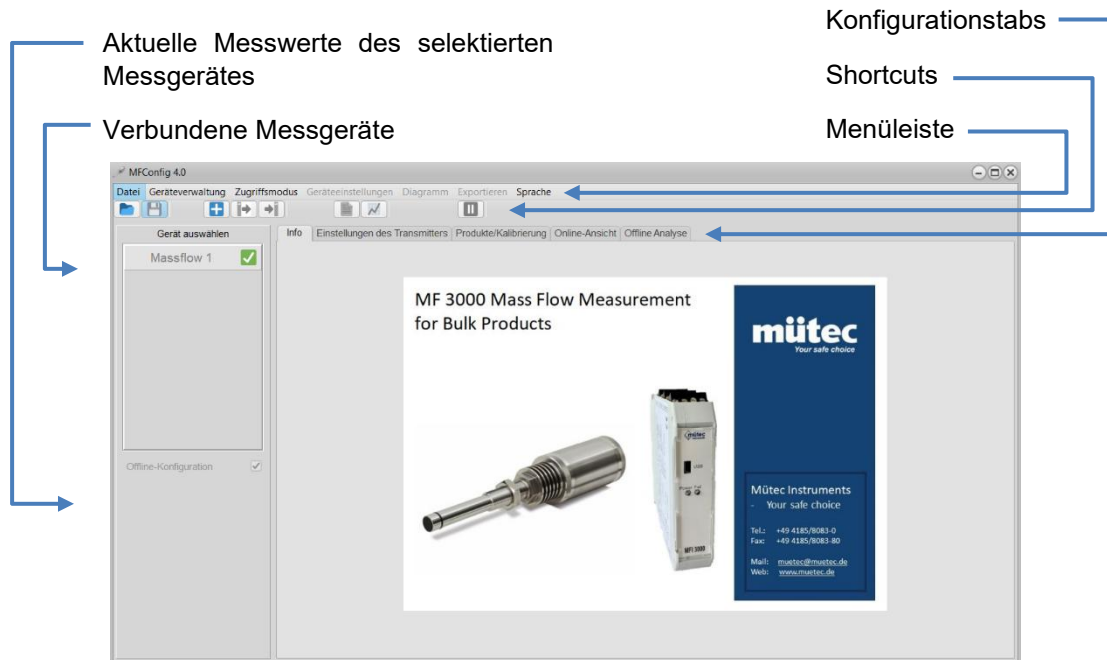 Aktuelle Messwerte des selektierten
Messgerätes
Verbundene Messgeräte
Konfigurationstabs
Shortcuts
Menüleiste
MFConfig 4.0
Datei Geräteverwaltung Zugriffsmodus Geräteeinstellungen Diagramm Exportieren Sprache
Gerät auswählen
Info Einstellungen des Transmitters Produkte/Kalibrierung Online-Ansicht Offline Analyse
Massflow 1
Offline-Konfiguration
MF 3000 Mass Flow Measurement
for Bulk Products
mütec
Your safe choice
mütec
MFI 3000
Mütec Instruments
- Your safe choice
Tel.: +49 4185/8083-0
Fax: +49 4185/8083-80
Mail: muetec@muetec.de
Web: www.muetec.de